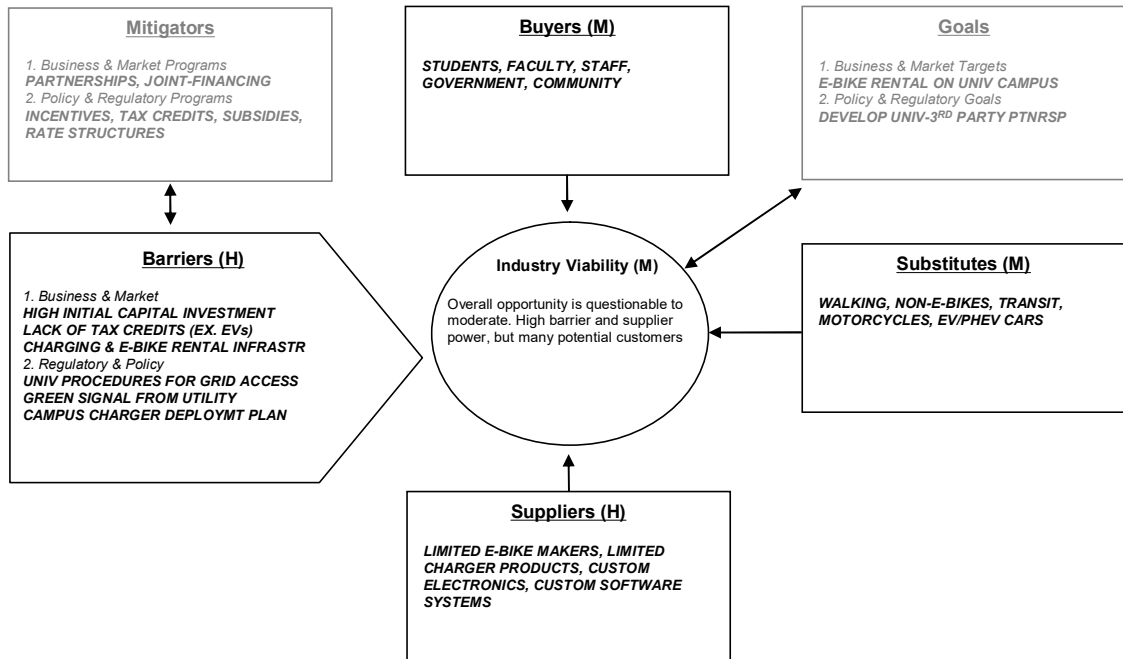 Mitigators
1. Business & Market Programs
PARTNERSHIPS, JOINT-FINANCING
2. Policy & Regulatory Programs
INCENTIVES, TAX CREDITS, SUBSIDIES,
RATE STRUCTURES
Buyers (M)
STUDENTS, FACULTY, STAFF,
GOVERNMENT, COMMUNITY
Goals
1. Business & Market Targets
E-BIKE RENTAL ON UNIV CAMPUS
2. Policy & Regulatory Goals
DEVELOP UNIV-3RD PARTY PTNRSP
Barriers (H)
1. Business & Market
HIGH INITIAL CAPITAL INVESTMENT
LACK OF TAX CREDITS (EX. EVs)
CHARGING & E-BIKE RENTAL INFRASTR
2. Regulatory & Policy
UNIV PROCEDURES FOR GRID ACCESS
GREEN SIGNAL FROM UTILITY
CAMPUS CHARGER DEPLOYMT PLAN
Industry Viability (M)
Overall opportunity is questionable to
moderate. High barrier and supplier
power, but many potential customers
Substitutes (M)
WALKING, NON-E-BIKES, TRANSIT,
MOTORCYCLES, EV/PHEV CARS
Suppliers (H)
LIMITED E-BIKE MAKERS, LIMITED
CHARGER PRODUCTS, CUSTOM
ELECTRONICS, CUSTOM SOFTWARE
SYSTEMS